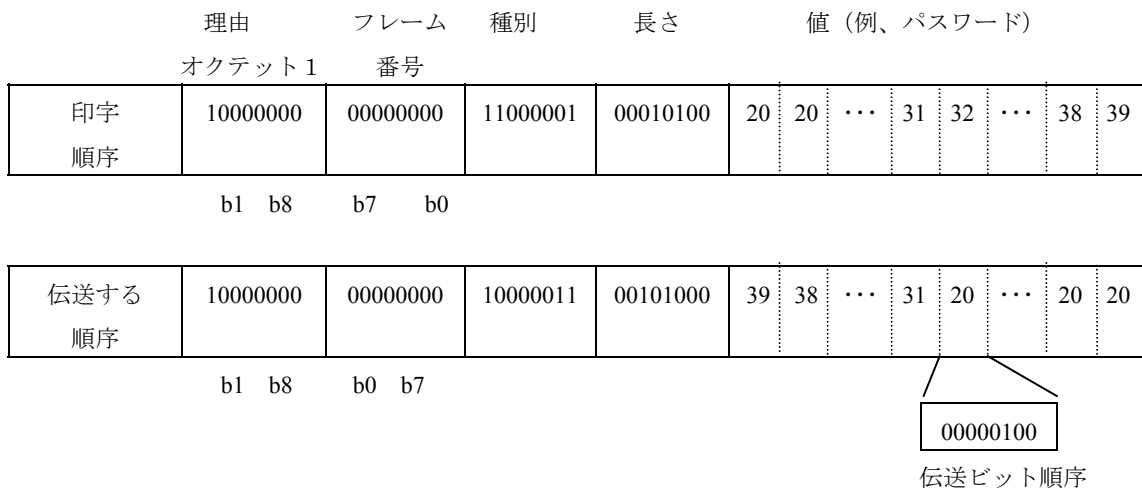 理由 フレーム 種別 長さ 値（例、パスワード）
オクテット１ 番号
印字 10000000 00000000 11000001 00010100 20 20 ･･･ 31 32 ･･･ 38 39
順序
b1 b8 b7 b0
伝送する 10000000 00000000 10000011 00101000 39 38 ･･･ 31 20 ･･･ 20 20
順序
b1 b8 b0 b7
00000100
伝送ビット順序